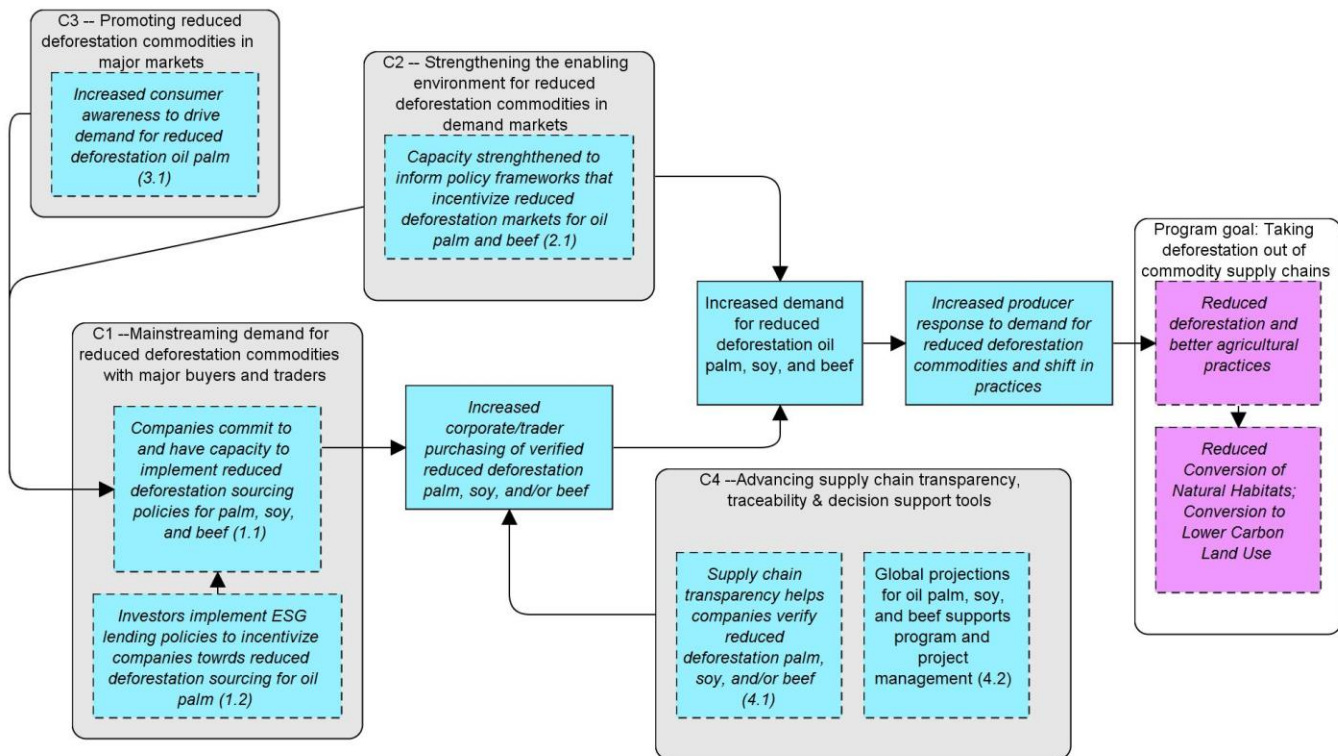 C3 -- Promoting reduced
deforestation commodities in
major markets
Increased consumer
awareness to drive
demand for reduced
deforestation oil palm
(3.1)
C2 -- Strengthening the enabling
environment for reduced
deforestation commodities in
demand markets
Capacity strenghthened to
inform policy frameworks that
incentivize reduced
deforestation markets for oil
palm and beef (2.1)
C1 --Mainstreaming demand for
reduced deforestation commodities
with major buyers and traders
Companies commit to
and have capacity to
implement reduced
deforestation sourcing
policies for palm, soy,
and beef (1.1)
Investors implement ESG
lending policies to incentivize
companies towrds reduced
deforestation sourcing for oil
palm (1.2)
Increased
corporate/trader
purchasing of verified
reduced deforestation
palm, soy, and/or beef
C4 --Advancing supply chain transparency,
traceability & decision support tools
Supply chain
transparency helps
companies verify
reduced
deforestation palm,
soy, and/or beef
(4.1)
Global projections
for oil palm, soy,
and beef supports
program and
project
management (4.2)
Increased demand
for reduced
deforestation oil
palm, soy, and beef
Increased producer
response to demand for
reduced deforestation
commodities and shift in
practices
Program goal: Taking
deforestation out of
commodity supply chains
Reduced
deforestation and
better agricultural
practices
Reduced
Conversion of
Natural Habitats;
Conversion to
Lower Carbon
Land Use